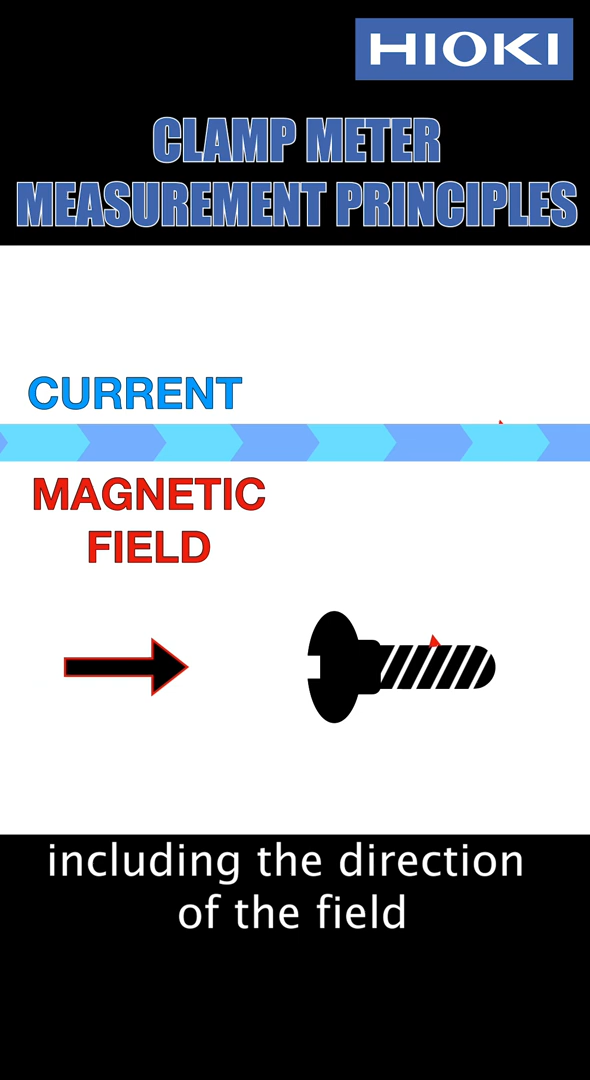 HIOKI
CLAMP METER
MEASUREMENT PRINCIPLES
CURRENT
MAGNETIC
FIELD
including the direction
of the field